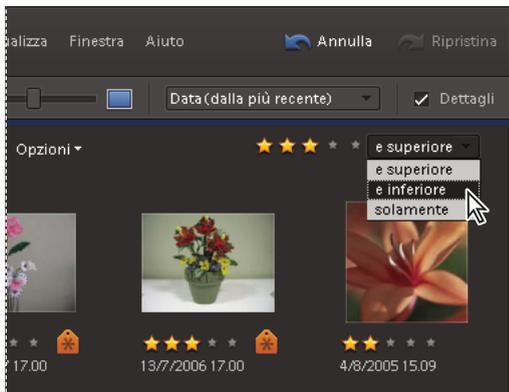 ualizza Finestra Aiuto Annulla Ripristina
Data (dalla più recente) Dettagli
Opzioni e superiore
e superiore
e inferiore
solamente
17.00 13/7/2006 17.00 4/8/2005 15.09